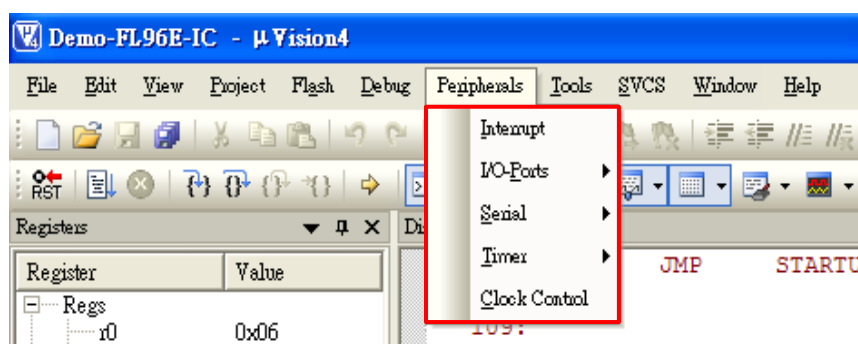 Demo-FL96E-IC - μVision4
File Edit View Project Flash Debug Peripherals Tools SVCS Window Help
Interrupt
I/O-Ports
Serial
Timer
Clock Control
RST
Registers
Register Value
Regs
r0 0x06
JMP
109: